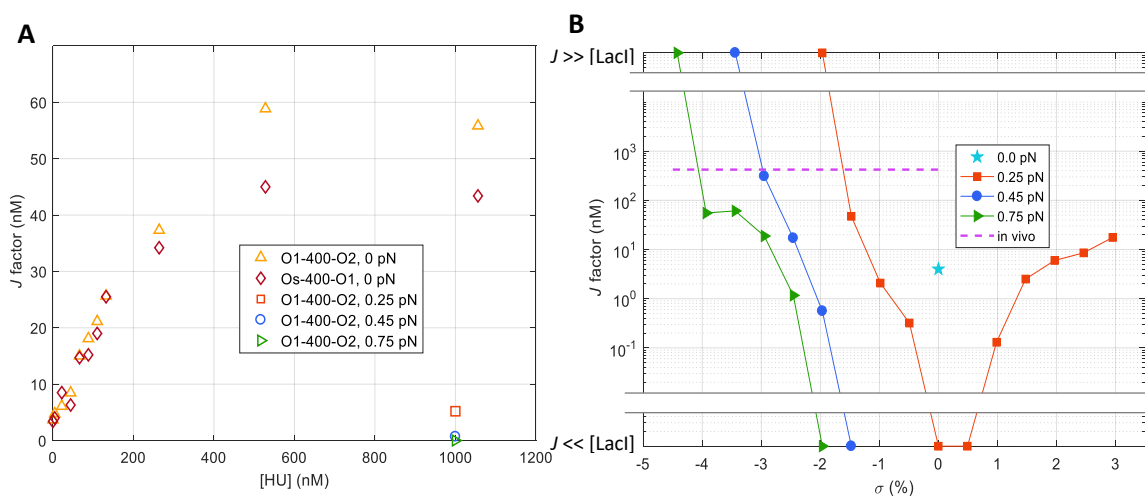 A
J factor (nM)
60
50
40
30
20
10
0
0 200 400 600 800 1000 1200
[HU] (nM)
O1-400-O2, 0 pN
Os-400-O1, 0 pN
O1-400-O2, 0.25 pN
O1-400-O2, 0.45 pN
O1-400-O2, 0.75 pN
B
J >> [LacI]
J factor (nM)
10³
10²
10¹
10⁰
10⁻¹
J << [LacI]
-5 -4 -3 -2 -1 0 1 2 3
σ (%)
0.0 pN
0.25 pN
0.45 pN
0.75 pN
in vivo